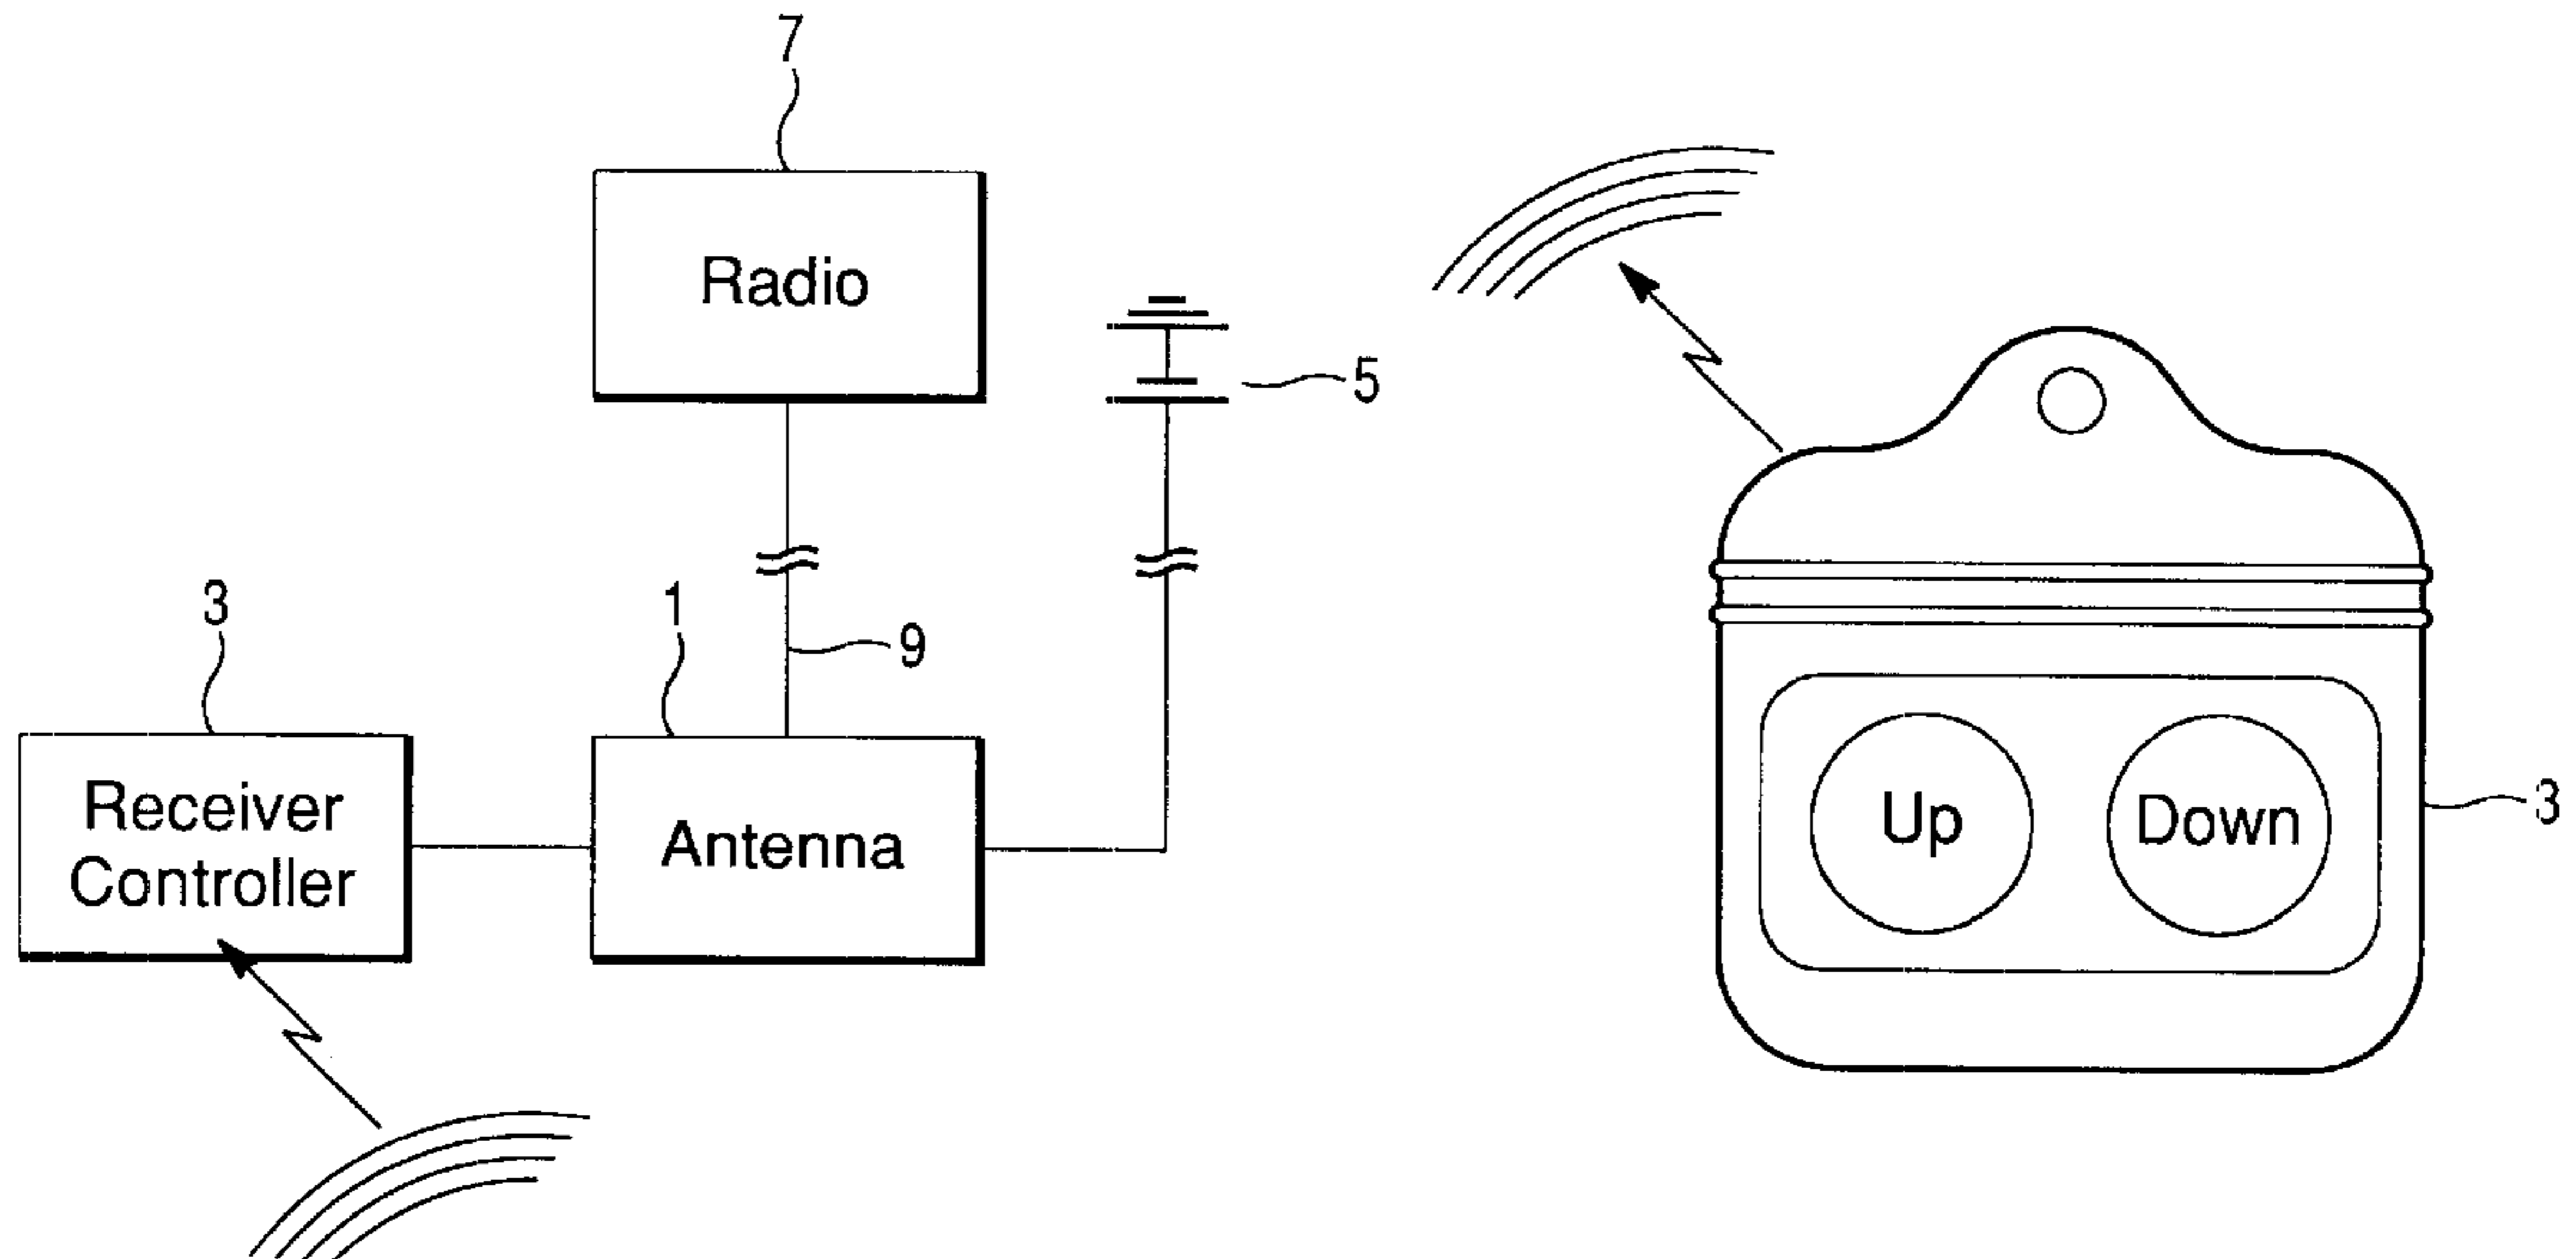 7
Radio
5
3
1
9
Receiver
Controller
Antenna
Up
Down
3